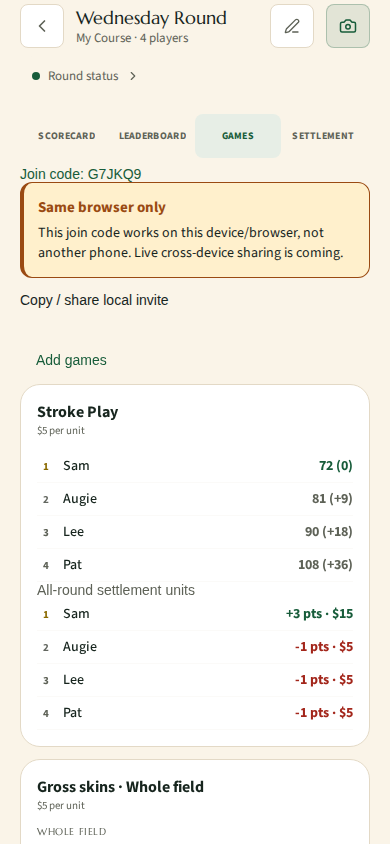 Wednesday Round
My Course · 4 players
Round status
SCORECARD LEADERBOARD GAMES SETTLEMENT
Join code: G7JKQ9
Same browser only
This join code works on this device/browser, not
another phone. Live cross-device sharing is coming.
Copy / share local invite
Add games
Stroke Play
$5 per unit
1 Sam 72 (0)
2 Augie 81 (+9)
3 Lee 90 (+18)
4 Pat 108 (+36)
All-round settlement units
1 Sam +3 pts · $15
2 Augie -1 pts · $5
3 Lee -1 pts · $5
4 Pat -1 pts · $5
Gross skins · Whole field
$5 per unit
WHOLE FIELD